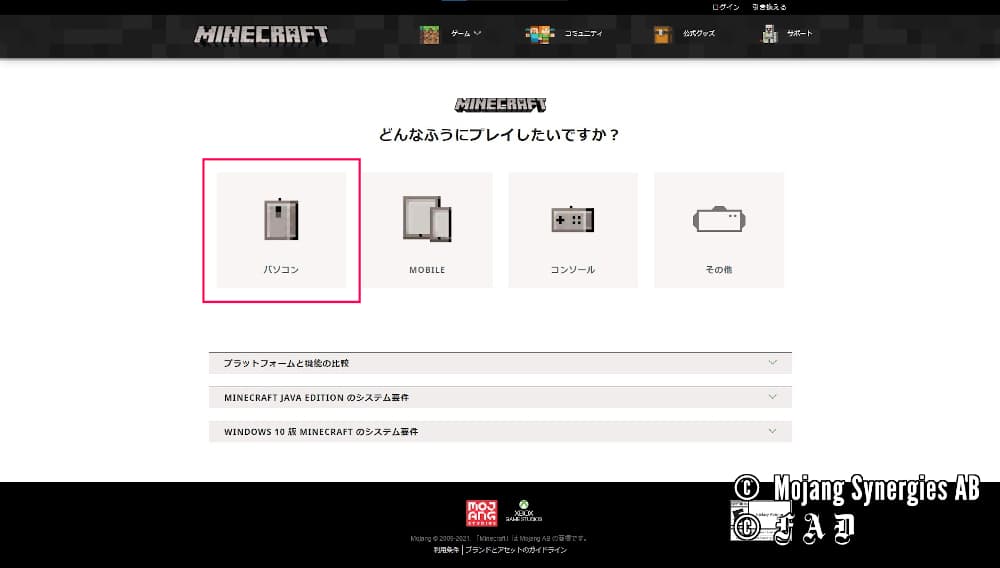 ログイン 引き換える
MINECRAFT ゲーム コミュニティ 公式グッズ サポート
MINECRAFT
どんなふうにプレイしたいですか？
パソコン MOBILE コンソール その他
プラットフォームと機能の比較
MINECRAFT JAVA EDITION のシステム要件
WINDOWS 10 版 MINECRAFT のシステム要件
© Mojang Synergies AB
MOJANG STUDIOS XBOX GAME STUDIOS
© FAD
Mojang © 2009-2021. 「Minecraft」は Mojang AB の商標です。
利用条件 | ブランドとアセットのガイドライン